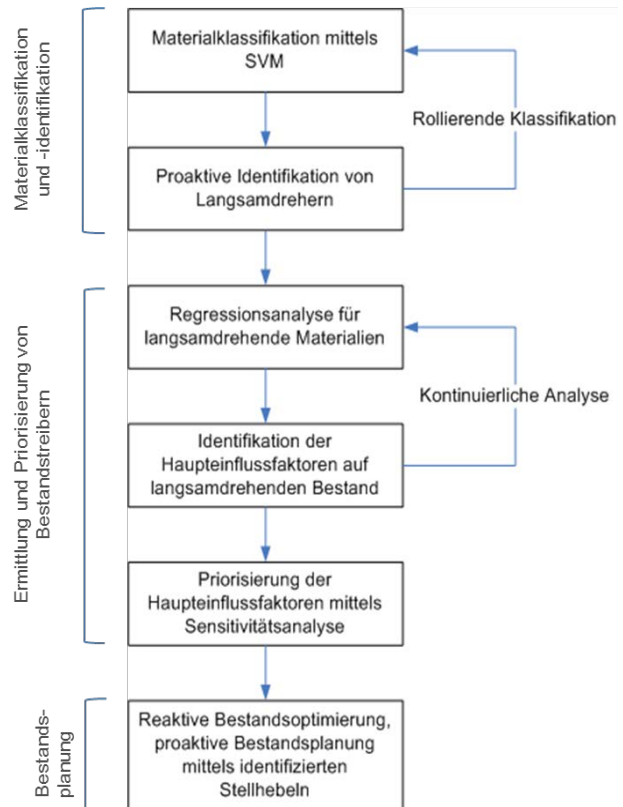 Materialklassifikation
und -identifikation
Materialklassifikation mittels
SVM
Rollierende Klassifikation
Proaktive Identifikation von
Langsamdrehern
Ermittlung und Priorisierung von
Bestandstreibern
Regressionsanalyse für
langsamdrehende Materialien
Kontinuierliche Analyse
Identifikation der
Haupteinflussfaktoren auf
langsamdrehenden Bestand
Priorisierung der
Haupteinflussfaktoren mittels
Sensitivitätsanalyse
Bestands-
planung
Reaktive Bestandsoptimierung,
proaktive Bestandsplanung
mittels identifizierten
Stellhebeln